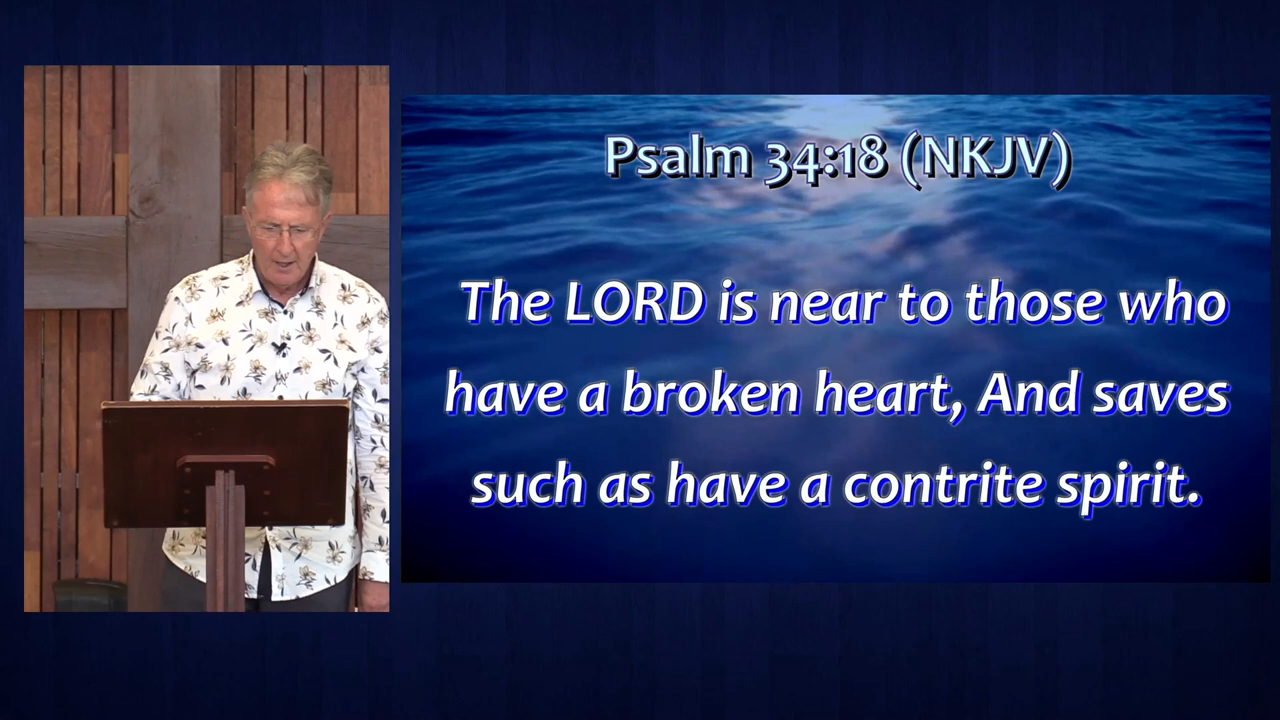 Psalm 34:18 (NKJV)
The LORD is near to those who
have a broken heart, And saves
such as have a contrite spirit.